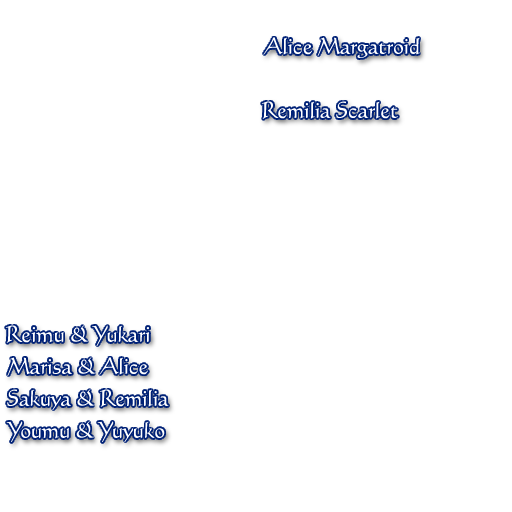 Alice Margatroid
Remilia Scarlet
Reimu & Yukari
Marisa & Alice
Sakuya & Remilia
Youmu & Yuyuko